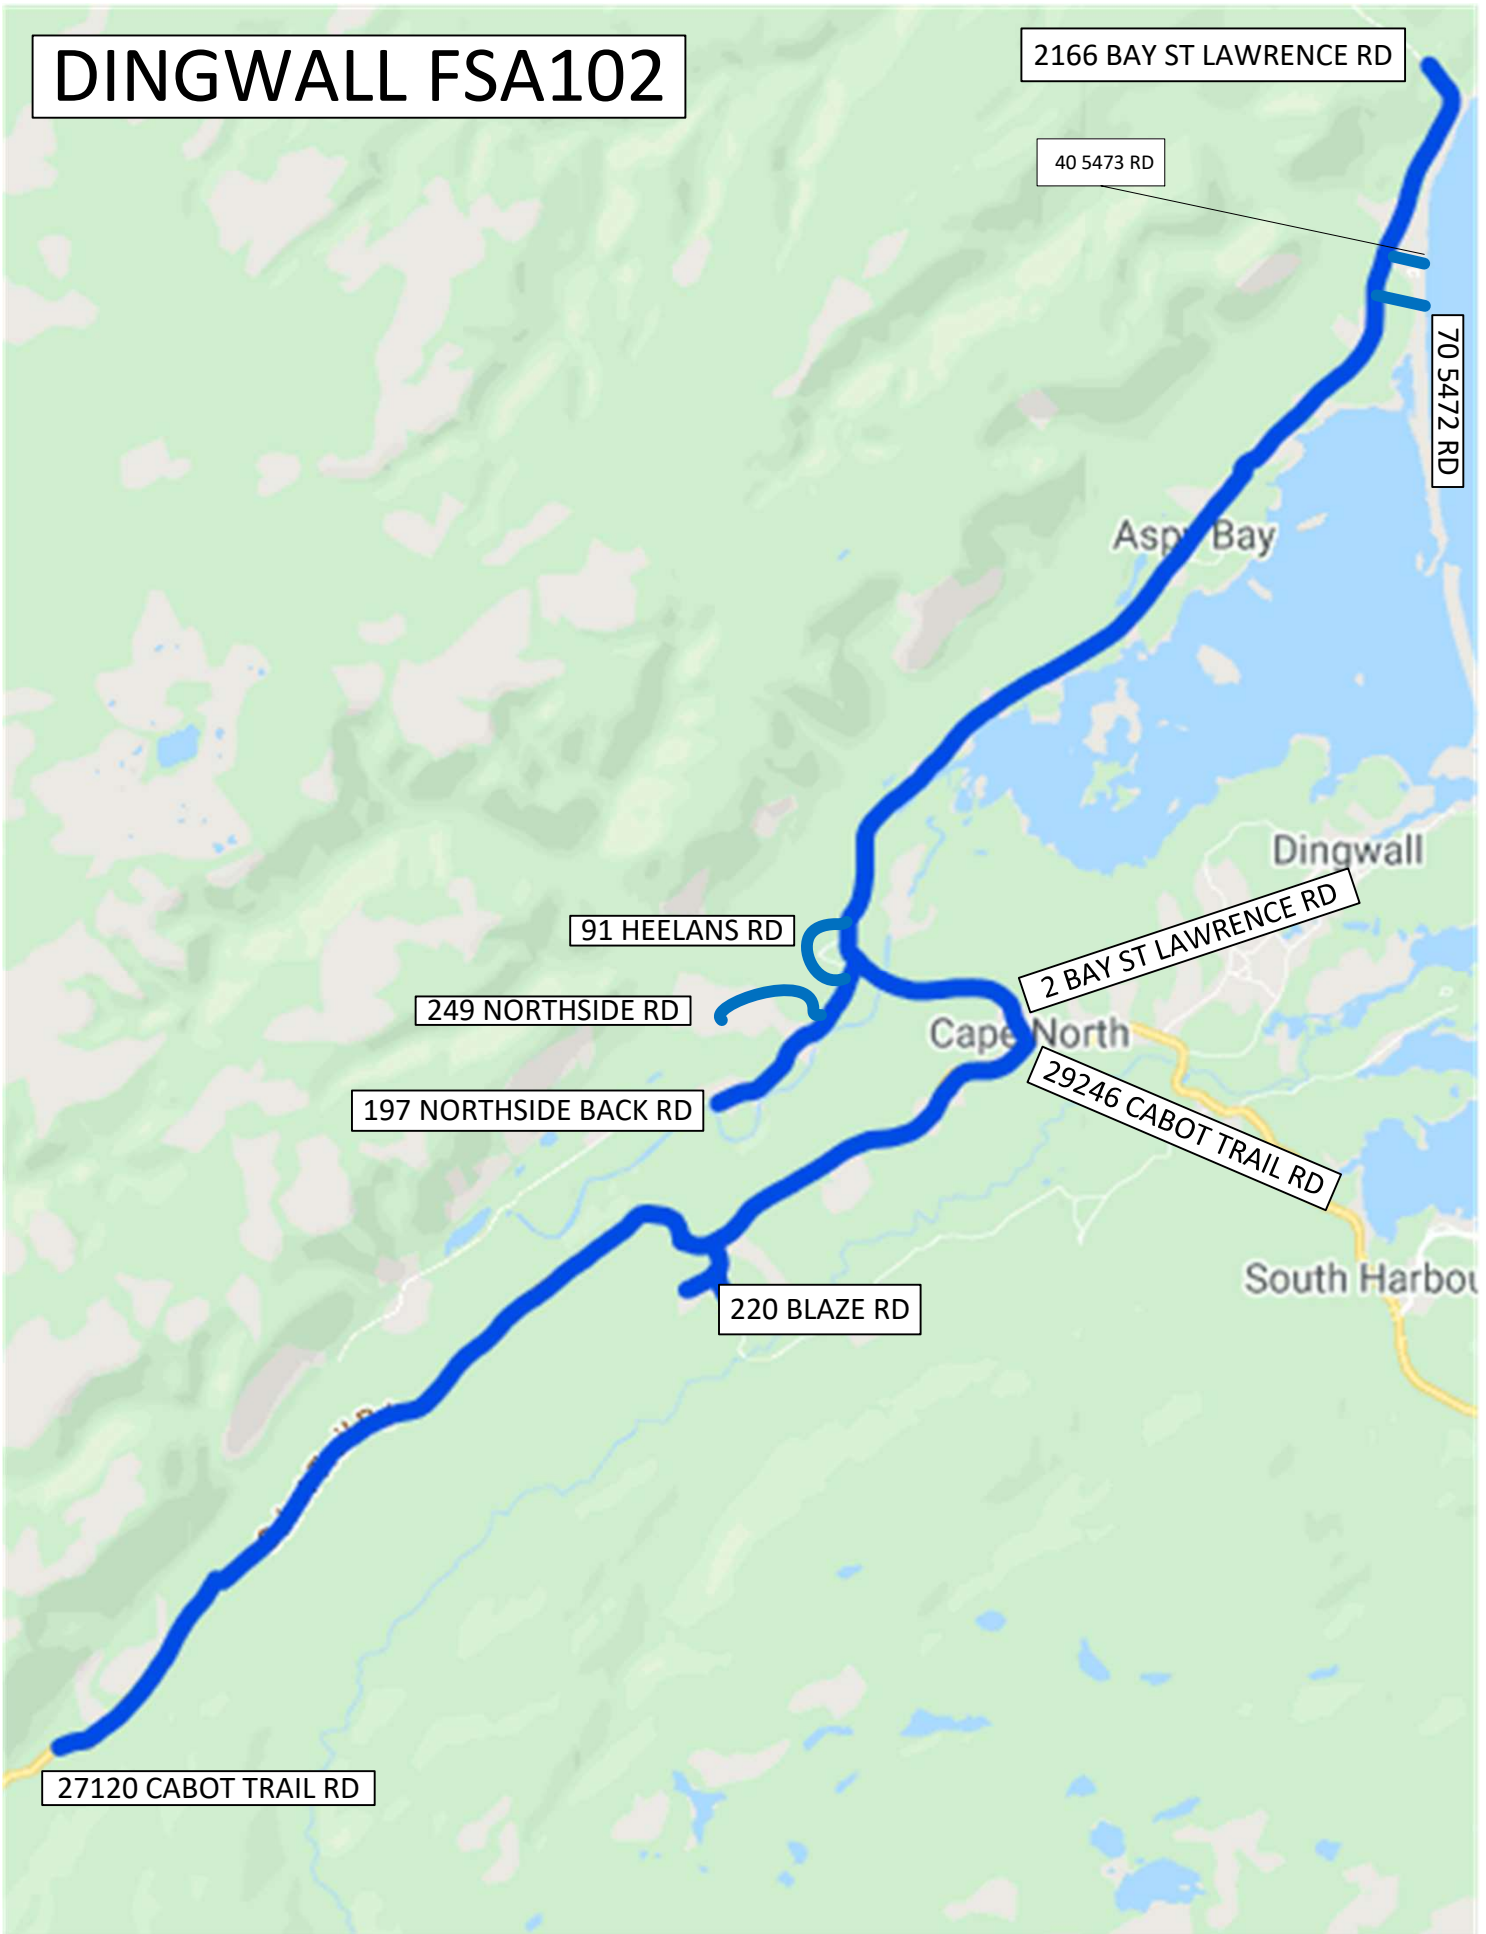 DINGWALL FSA102
2166 BAY ST LAWRENCE RD
40 5473 RD
70 5472 RD
Aspy Bay
Dingwall
91 HEELANS RD
2 BAY ST LAWRENCE RD
249 NORTHSIDE RD
Cape North
29246 CABOT TRAIL RD
197 NORTHSIDE BACK RD
South Harbou
220 BLAZE RD
27120 CABOT TRAIL RD